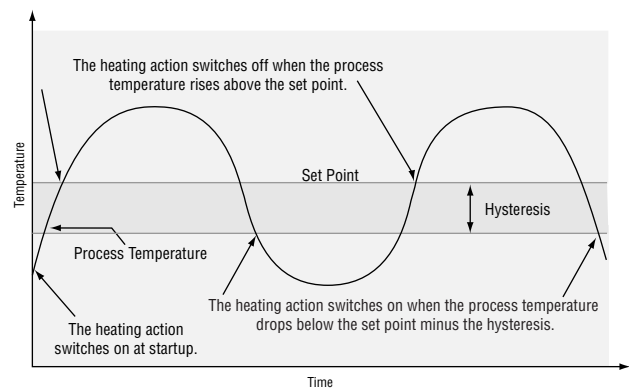 The heating action switches off when the process
temperature rises above the set point.
Temperature
Set Point
Hysteresis
Process Temperature
The heating action switches on when the process temperature
drops below the set point minus the hysteresis.
The heating action
switches on at startup.
Time